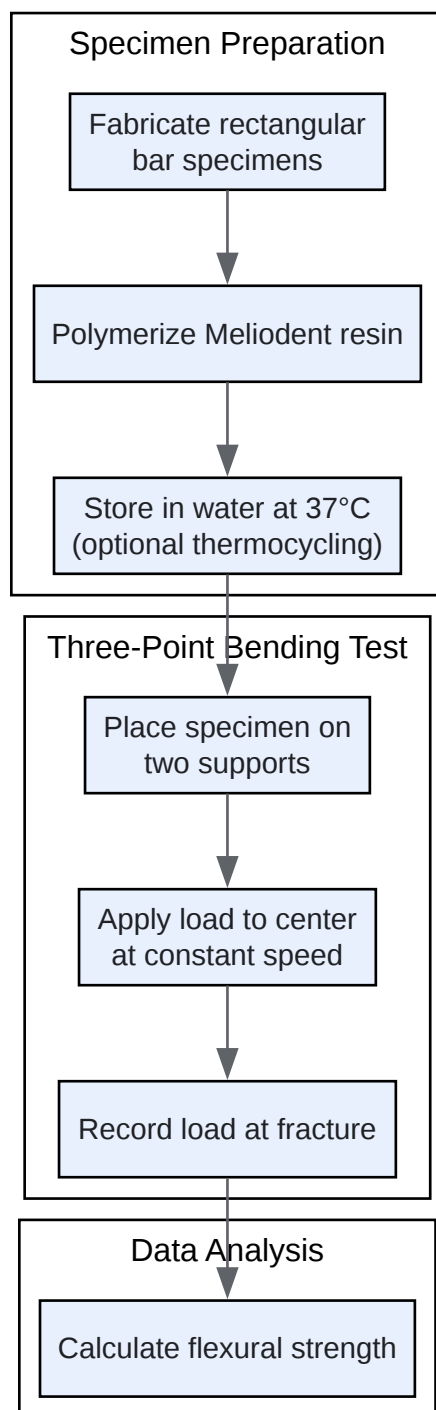 Specimen Preparation
Fabricate rectangular
bar specimens
Polymerize Meliodent resin
Store in water at 37°C
(optional thermocycling)
Three-Point Bending Test
Place specimen on
two supports
Apply load to center
at constant speed
Record load at fracture
Data Analysis
Calculate flexural strength